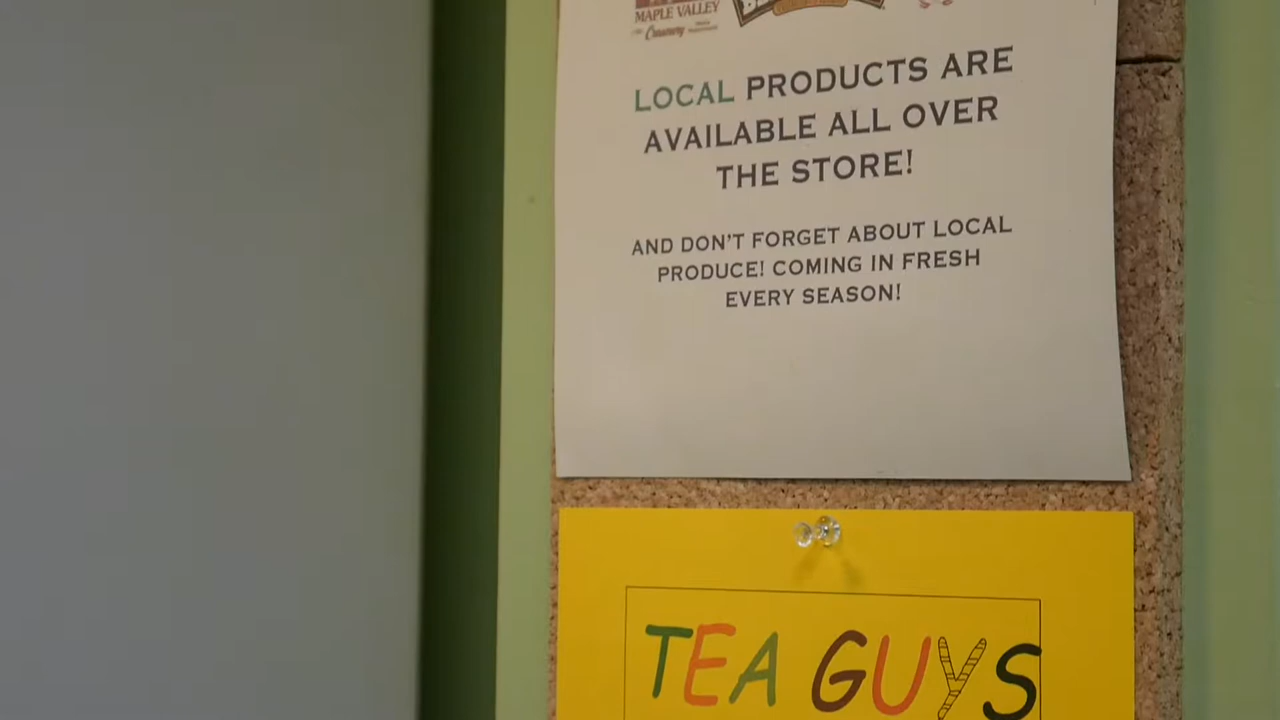 MAPLE VALLEY
Creamery
LOCAL PRODUCTS ARE
AVAILABLE ALL OVER
THE STORE!
AND DON'T FORGET ABOUT LOCAL
PRODUCE! COMING IN FRESH
EVERY SEASON!
TEA GUYS